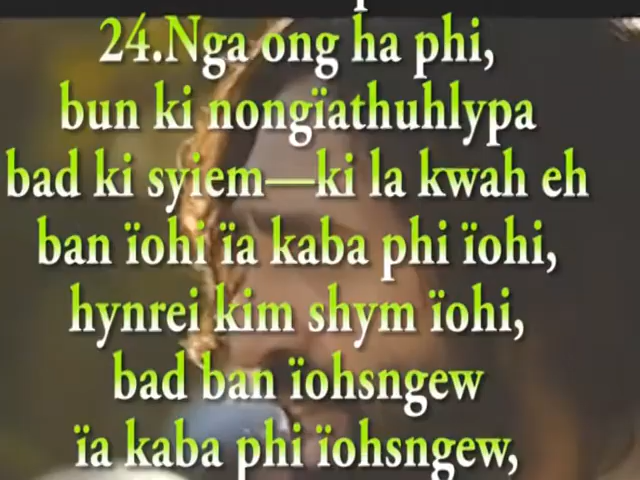 24.Nga ong ha phi,
bun ki nongïathuhlypa
bad ki syiem—ki la kwah eh
ban ïohi ïa kaba phi ïohi,
hynrei kim shym ïohi,
bad ban ïohsngew
ïa kaba phi ïohsngew,